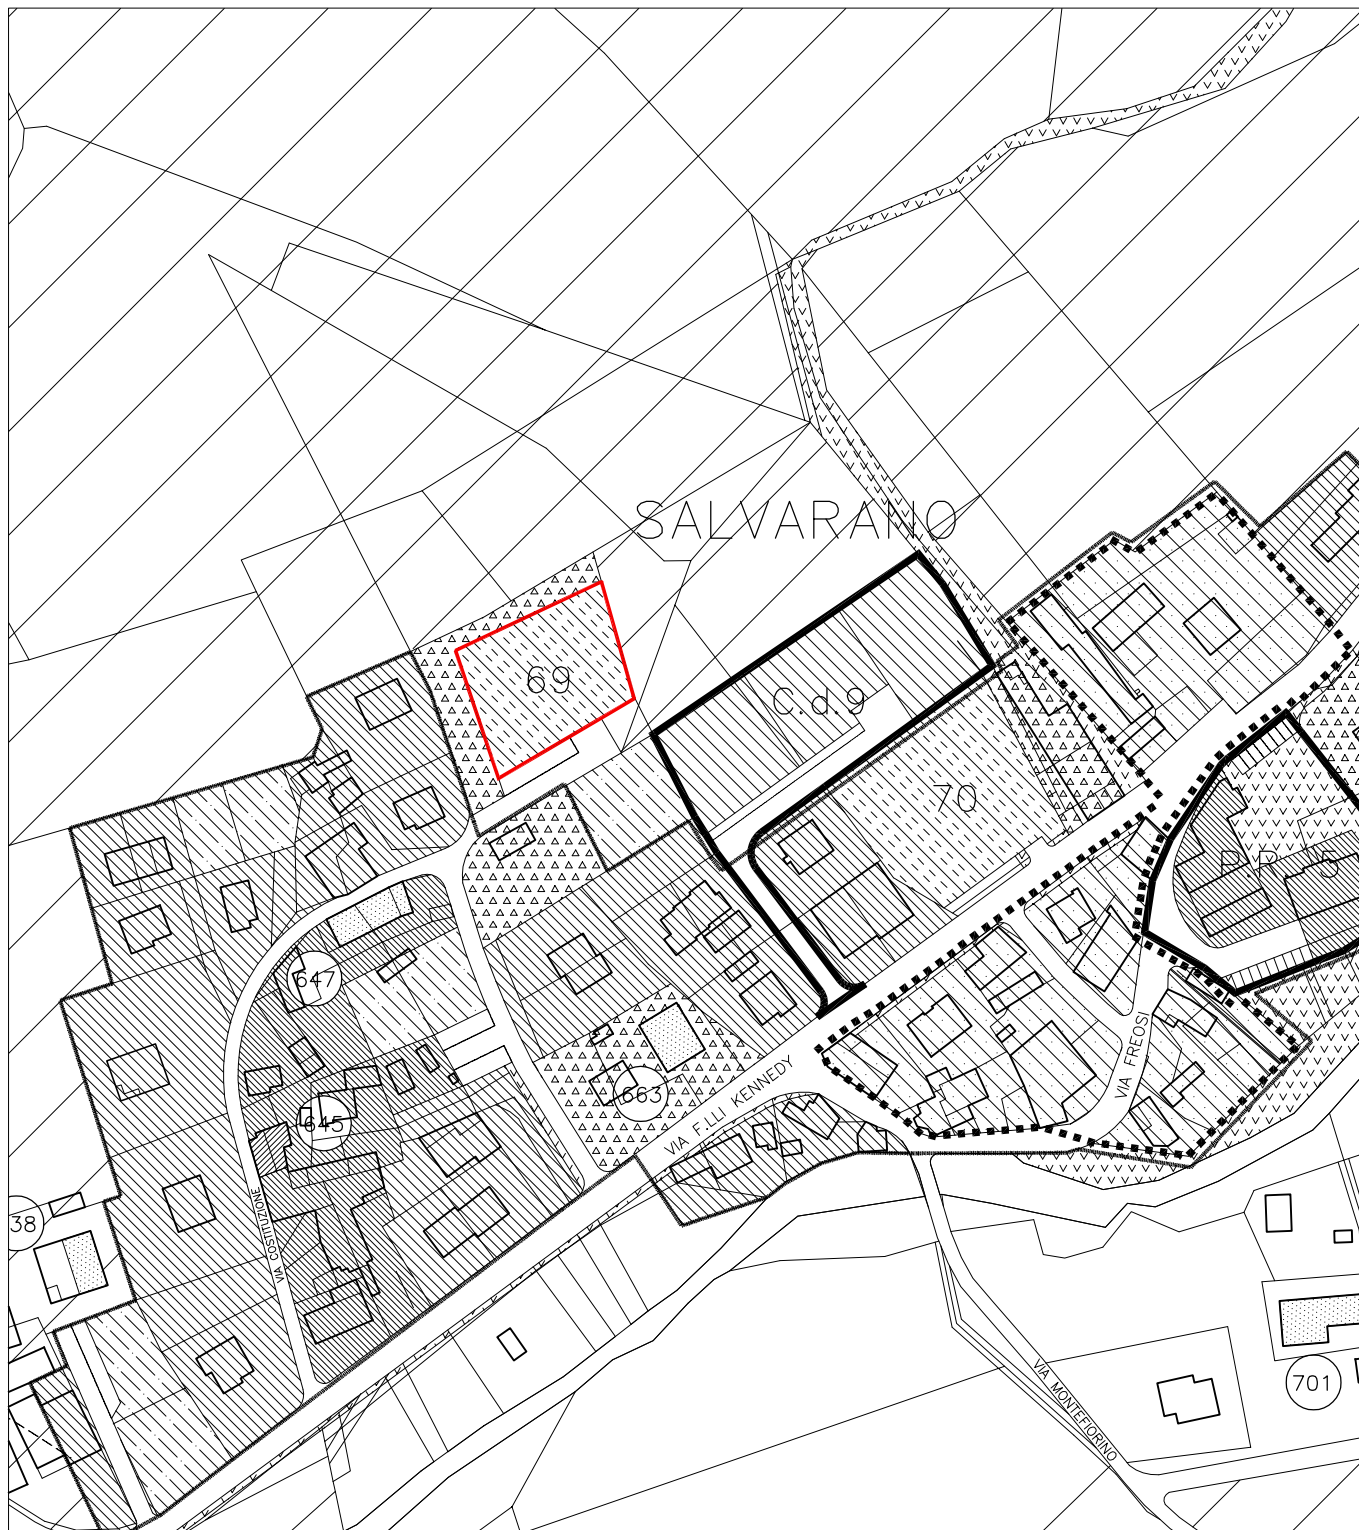 SALVARANO
69
C.d.9
70
647
645
663
VIA F.LLI KENNEDY
VIA FREOSI
VIA COSTITUZIONE
38
VIA MONTEFIORINO
701